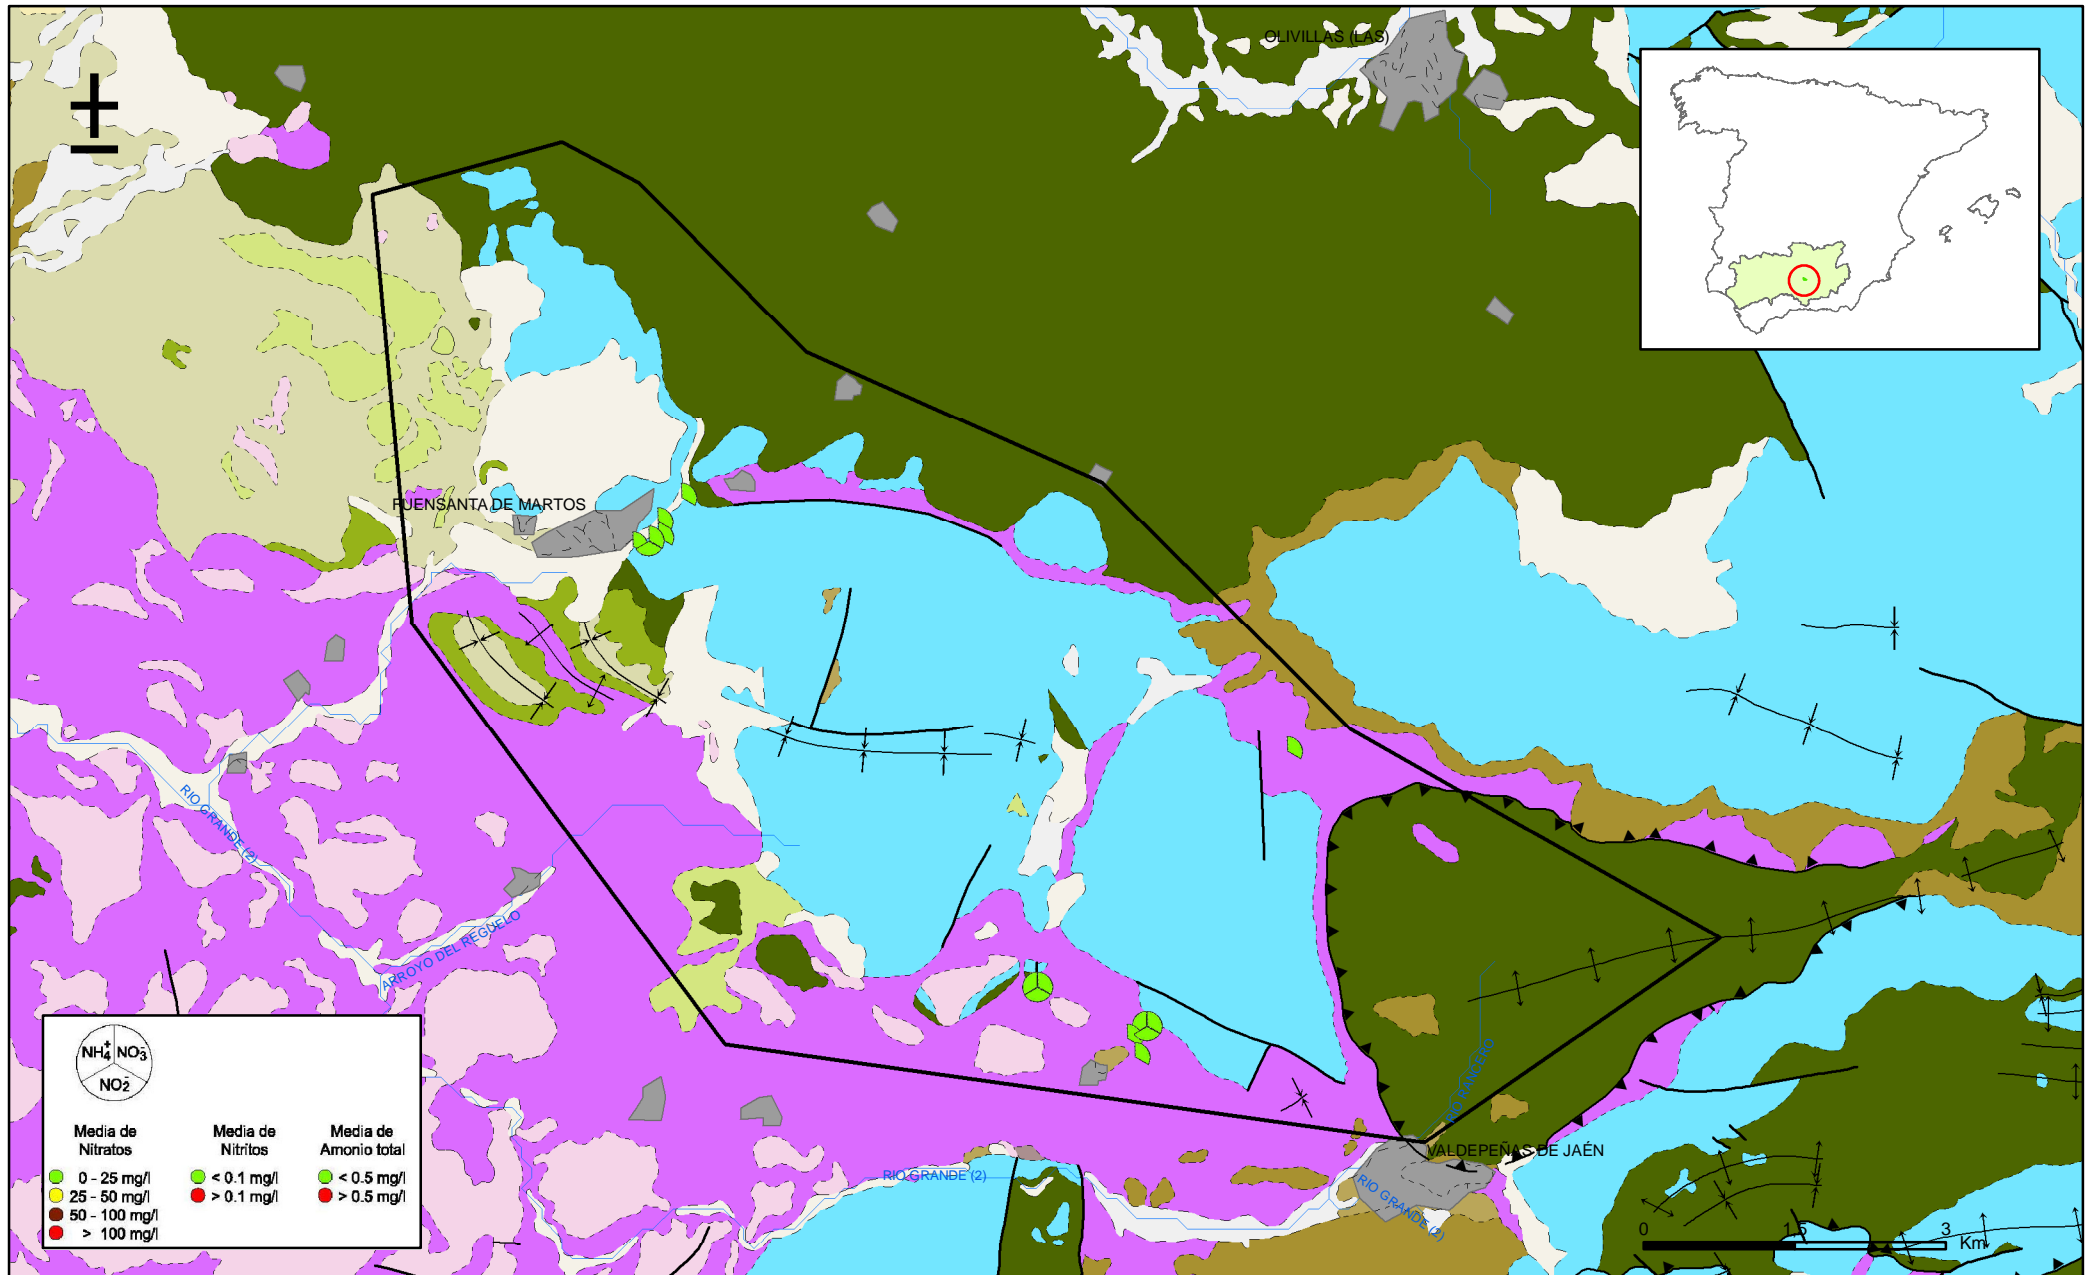 OLIVILLAS (LAS)
FUENSANTA DE MARTOS
RIO GRANDE (2)
ARROYO DEL REGÜELO
RIO RANCERO
VALDEPEÑAS DE JAÉN
RIO GRANDE (2)
RIO GRANDE (2)
NH4+ NO3-
NO2-
Media de Nitratos
0 - 25 mg/l
25 - 50 mg/l
50 - 100 mg/l
> 100 mg/l
Media de Nitritos
< 0.1 mg/l
> 0.1 mg/l
Media de Amonio total
< 0.5 mg/l
> 0.5 mg/l
0 1,5 3 Km